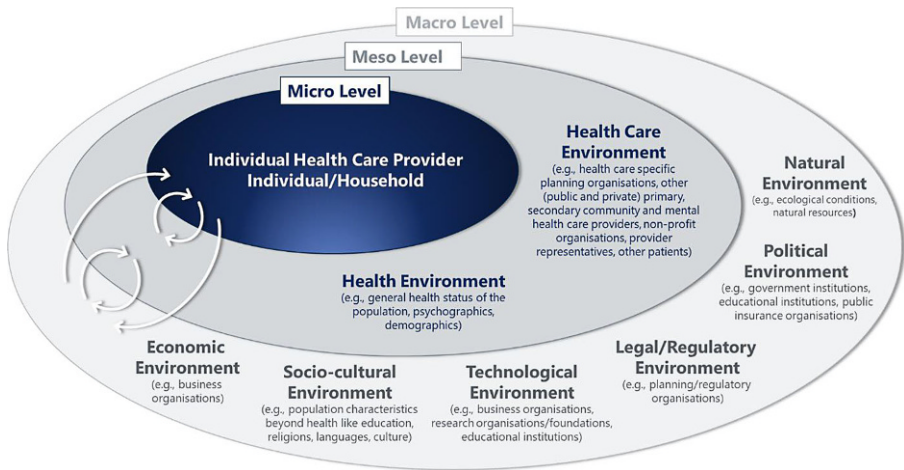 Macro Level
Meso Level
Micro Level
Individual Health Care Provider
Individual/Household
Health Care
Environment
(e.g., health care specific
planning organisations, other
(public and private) primary,
secondary community and mental
health care providers, non-profit
organisations, provider
representatives, other patients)
Natural
Environment
(e.g., ecological conditions,
natural resources)
Health Environment
(e.g., general health status of the
population, psychographics,
demographics)
Political
Environment
(e.g., government institutions,
educational institutions, public
insurance organisations)
Economic
Environment
(e.g., business
organisations)
Socio-cultural
Environment
(e.g., population characteristics
beyond health like education,
religions, languages, culture)
Technological
Environment
(e.g., business organisations,
research organisations/foundations,
educational institutions)
Legal/Regulatory
Environment
(e.g., planning/regulatory
organisations)